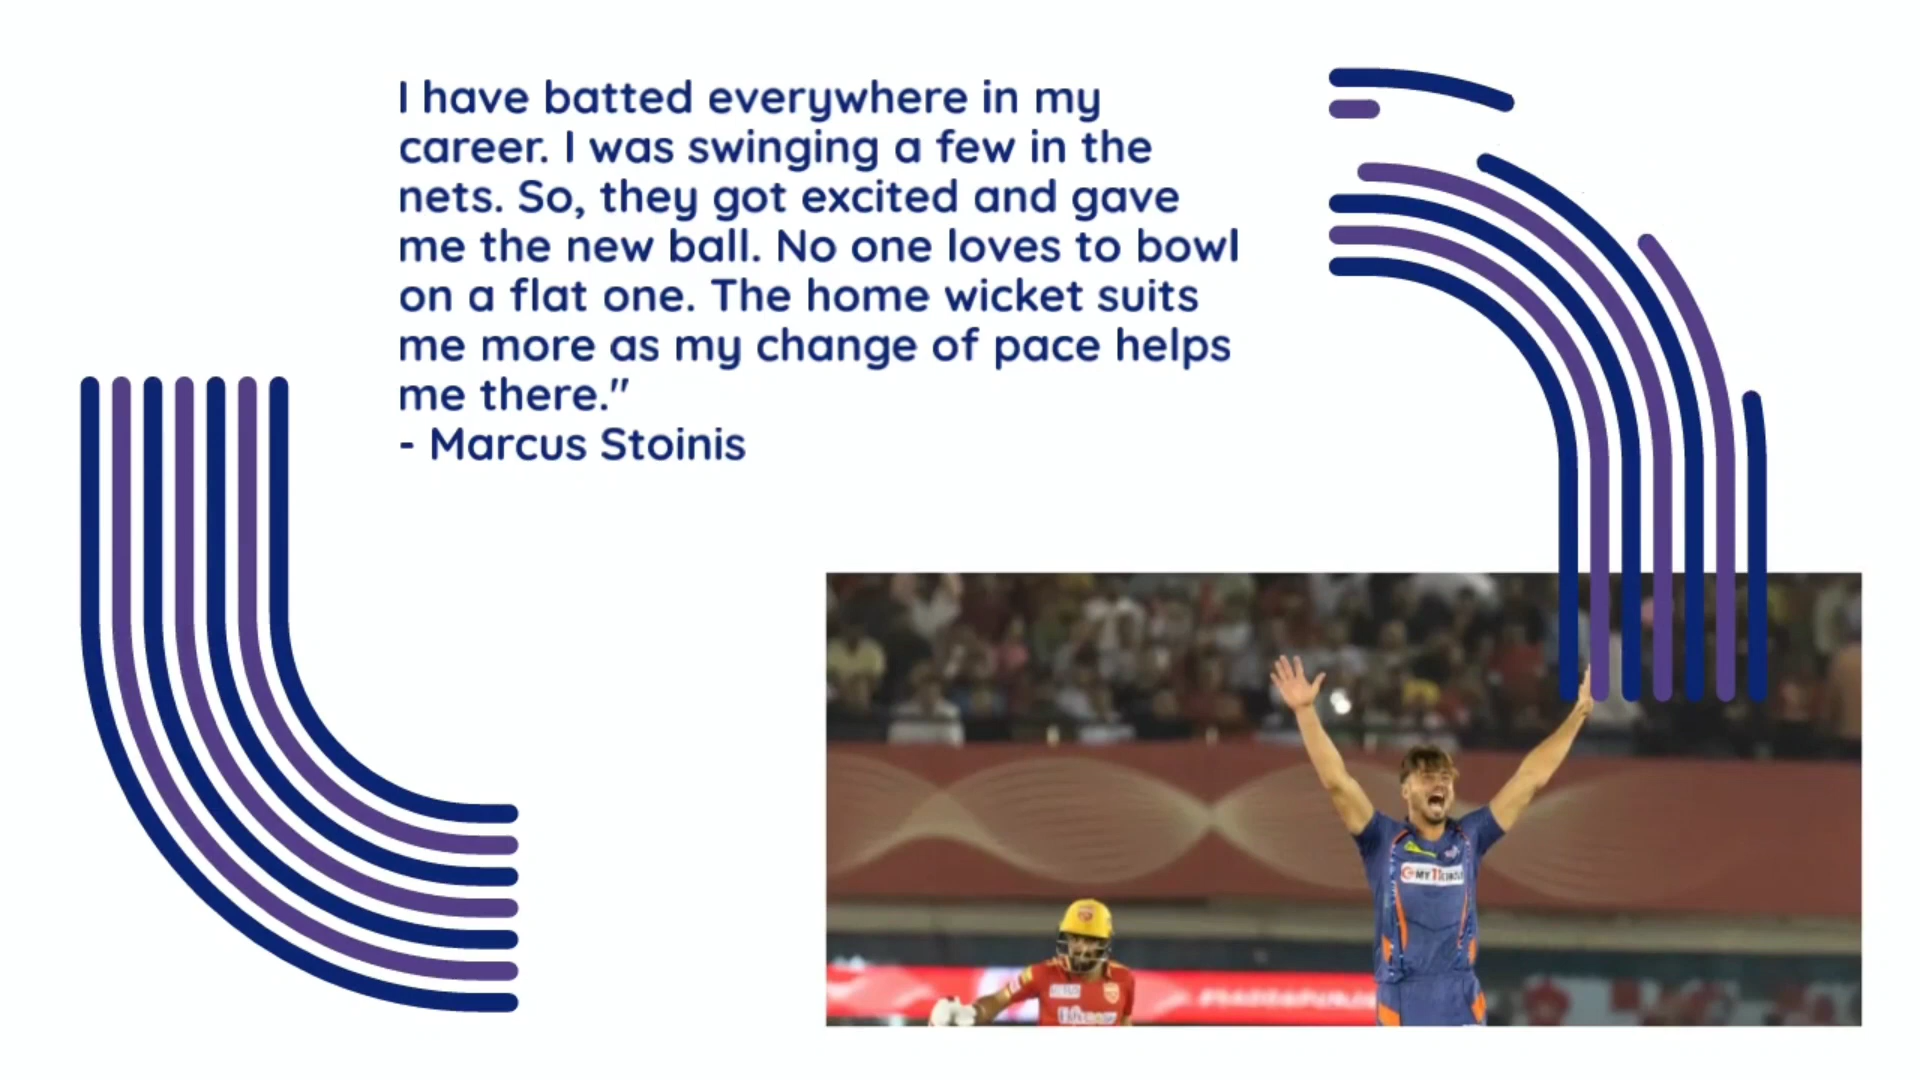 I have batted everywhere in my
career. I was swinging a few in the
nets. So, they got excited and gave
me the new ball. No one loves to bowl
on a flat one. The home wicket suits
me more as my change of pace helps
me there."
- Marcus Stoinis
MY11CIRCLE